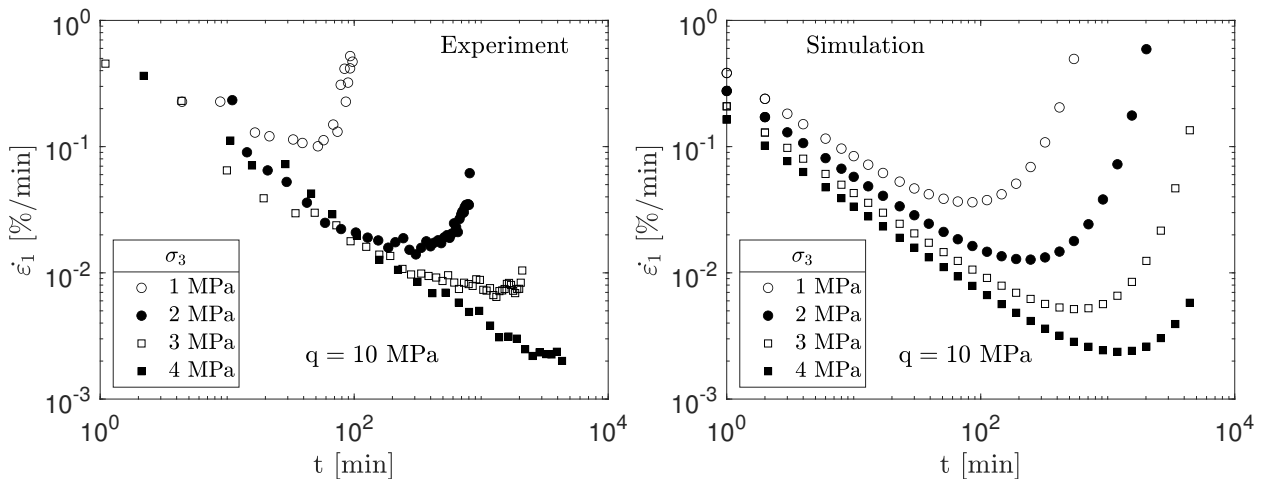 Experiment
10^0
10^-1
10^-2
10^-3
ε̇₁ [%/min]
σ₃
1 MPa
2 MPa
3 MPa
4 MPa
q = 10 MPa
10^0
10^2
10^4
t [min]
Simulation
10^0
10^-1
10^-2
10^-3
ε̇₁ [%/min]
σ₃
1 MPa
2 MPa
3 MPa
4 MPa
q = 10 MPa
10^0
10^2
10^4
t [min]